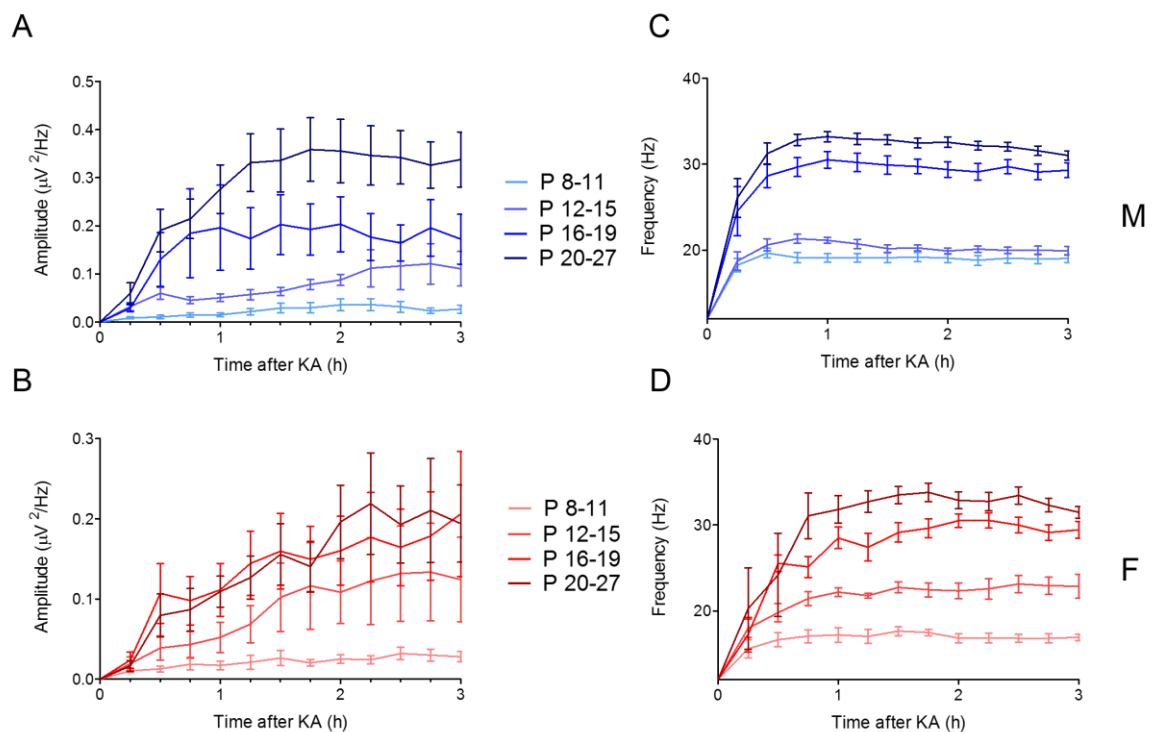 A
C
0.5
0.4
0.3
0.2
0.1
0.0
Amplitude (µV ²/Hz)
0
1
2
3
Time after KA (h)
P 8-11
P 12-15
P 16-19
P 20-27
40
30
20
Frequency (Hz)
0
1
2
3
Time after KA (h)
M
B
D
0.3
0.2
0.1
0.0
Amplitude (µV ²/Hz)
0
1
2
3
Time after KA (h)
P 8-11
P 12-15
P 16-19
P 20-27
40
30
20
Frequency (Hz)
0
1
2
3
Time after KA (h)
F